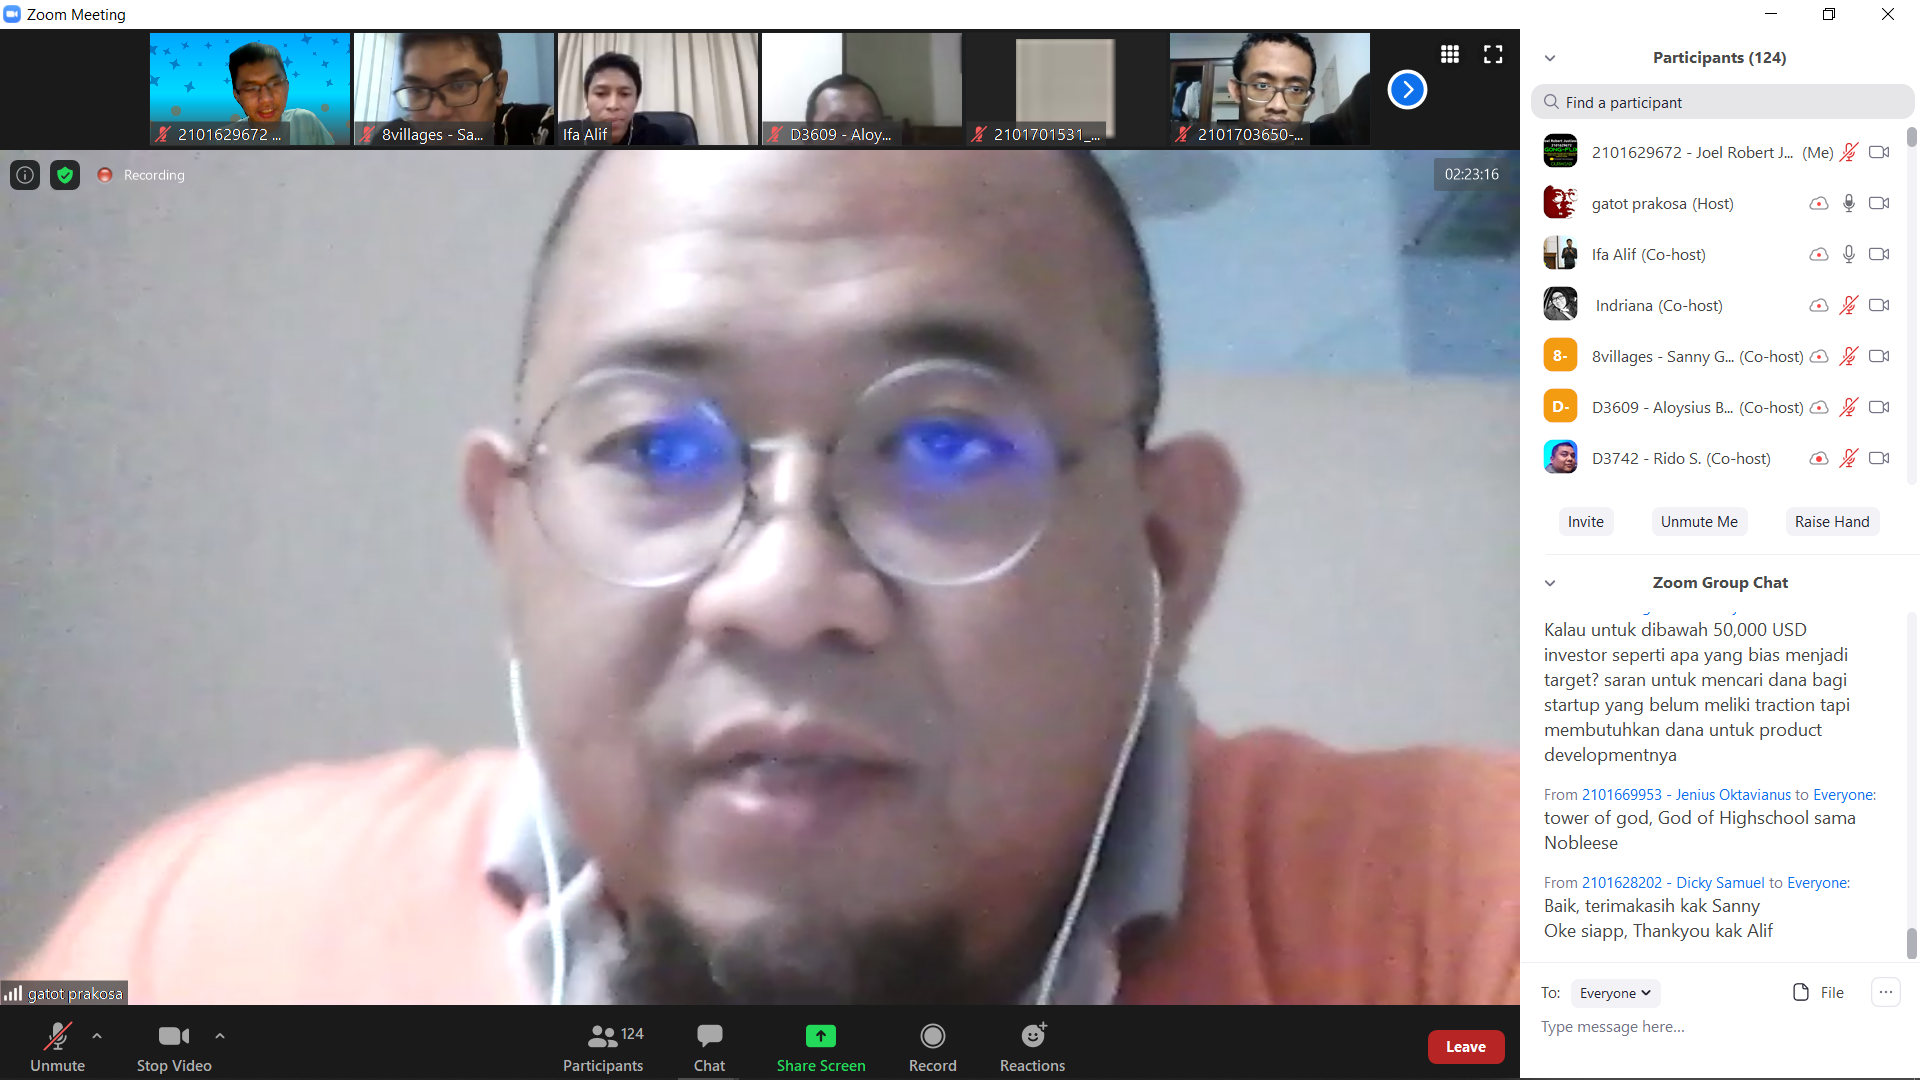 Zoom Meeting
2101629672 ...
8villages - Sa...
Ifa Alif
D3609 - Aloy...
2101701531_...
2101703650-...
Recording
02:23:16
gatot prakosa
Unmute
Stop Video
124
Participants
Chat
Share Screen
Record
Reactions
Leave
Participants (124)
Find a participant
2101629672 - Joel Robert J... (Me)
gatot prakosa (Host)
Ifa Alif (Co-host)
Indriana (Co-host)
8- 8villages - Sanny G... (Co-host)
D- D3609 - Aloysius B... (Co-host)
D3742 - Rido S. (Co-host)
Invite Unmute Me Raise Hand
Zoom Group Chat
Kalau untuk dibawah 50,000 USD
investor seperti apa yang bias menjadi
target? saran untuk mencari dana bagi
startup yang belum meliki traction tapi
membutuhkan dana untuk product
developmentnya
From 2101669953 - Jenius Oktavianus to Everyone:
tower of god, God of Highschool sama
Nobleese
From 2101628202 - Dicky Samuel to Everyone:
Baik, terimakasih kak Sanny
Oke siapp, Thankyou kak Alif
To: Everyone File ...
Type message here...